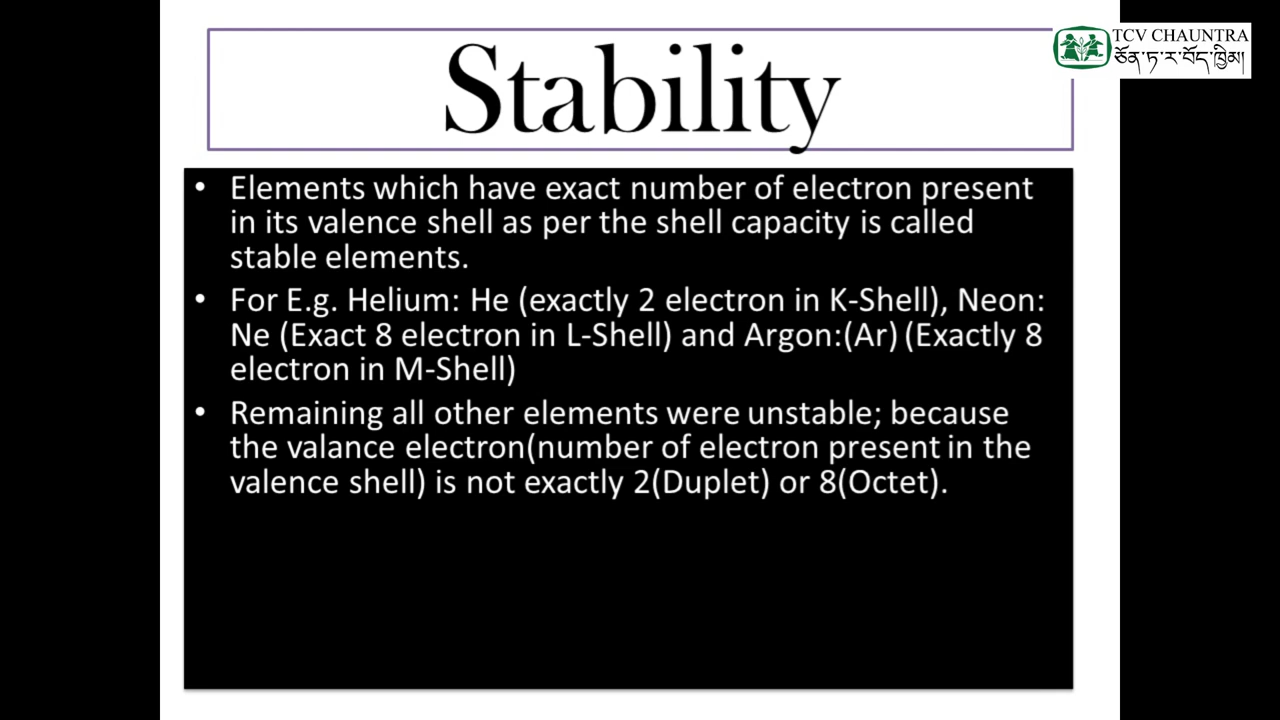 Stability
TCV CHAUNTRA
ཅོན་ཏ་ར་བོད་ཁྱིམ།
• Elements which have exact number of electron present
in its valence shell as per the shell capacity is called
stable elements.
• For E.g. Helium: He (exactly 2 electron in K-Shell), Neon:
Ne (Exact 8 electron in L-Shell) and Argon:(Ar) (Exactly 8
electron in M-Shell)
• Remaining all other elements were unstable; because
the valance electron(number of electron present in the
valence shell) is not exactly 2(Duplet) or 8(Octet).